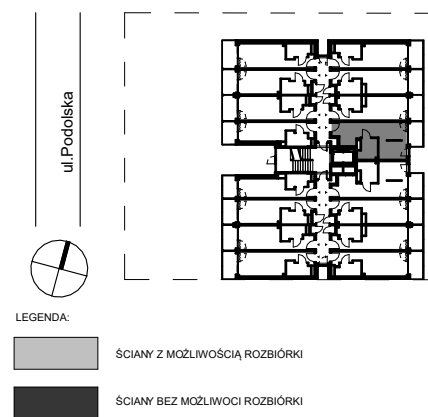 ul.Podolska
LEGENDA:
ŚCIANY Z MOŻLIWOŚCIĄ ROZBIÓRKI
ŚCIANY BEZ MOŻLIWOCI ROZBIÓRKI